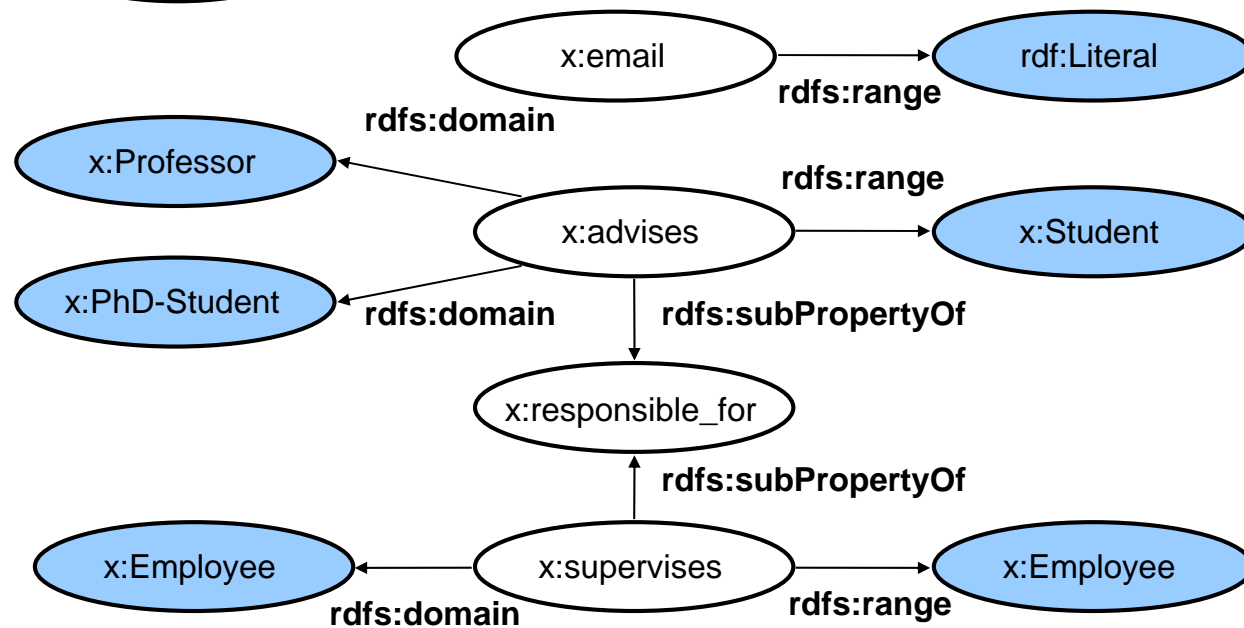 x:email
rdf:Literal
rdfs:range
rdfs:domain
x:Professor
rdfs:range
x:advises
x:Student
x:PhD-Student
rdfs:domain
rdfs:subPropertyOf
x:responsible_for
rdfs:subPropertyOf
x:Employee
x:supervises
x:Employee
rdfs:domain
rdfs:range